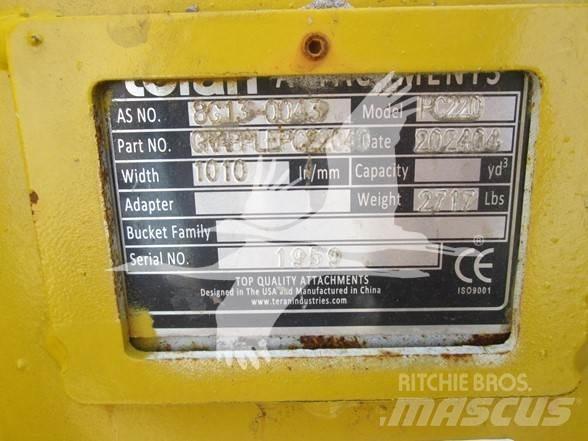 teran ATTACHMENTS
AS NO. 8G13-0043 Model PC220
Part NO. Date 202404
Width 1010 In/mm Capacity yd³
Adapter Weight 2717 Lbs
Bucket Family
Serial NO. 1959
TOP QUALITY ATTACHMENTS
Designed in The USA and Manufactured in China
www.teranindustries.com
CE
ISO9001
RITCHIE BROS.
MASCUS